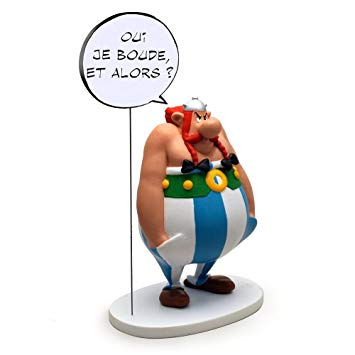 OUI
JE BOUDE,
ET ALORS ?